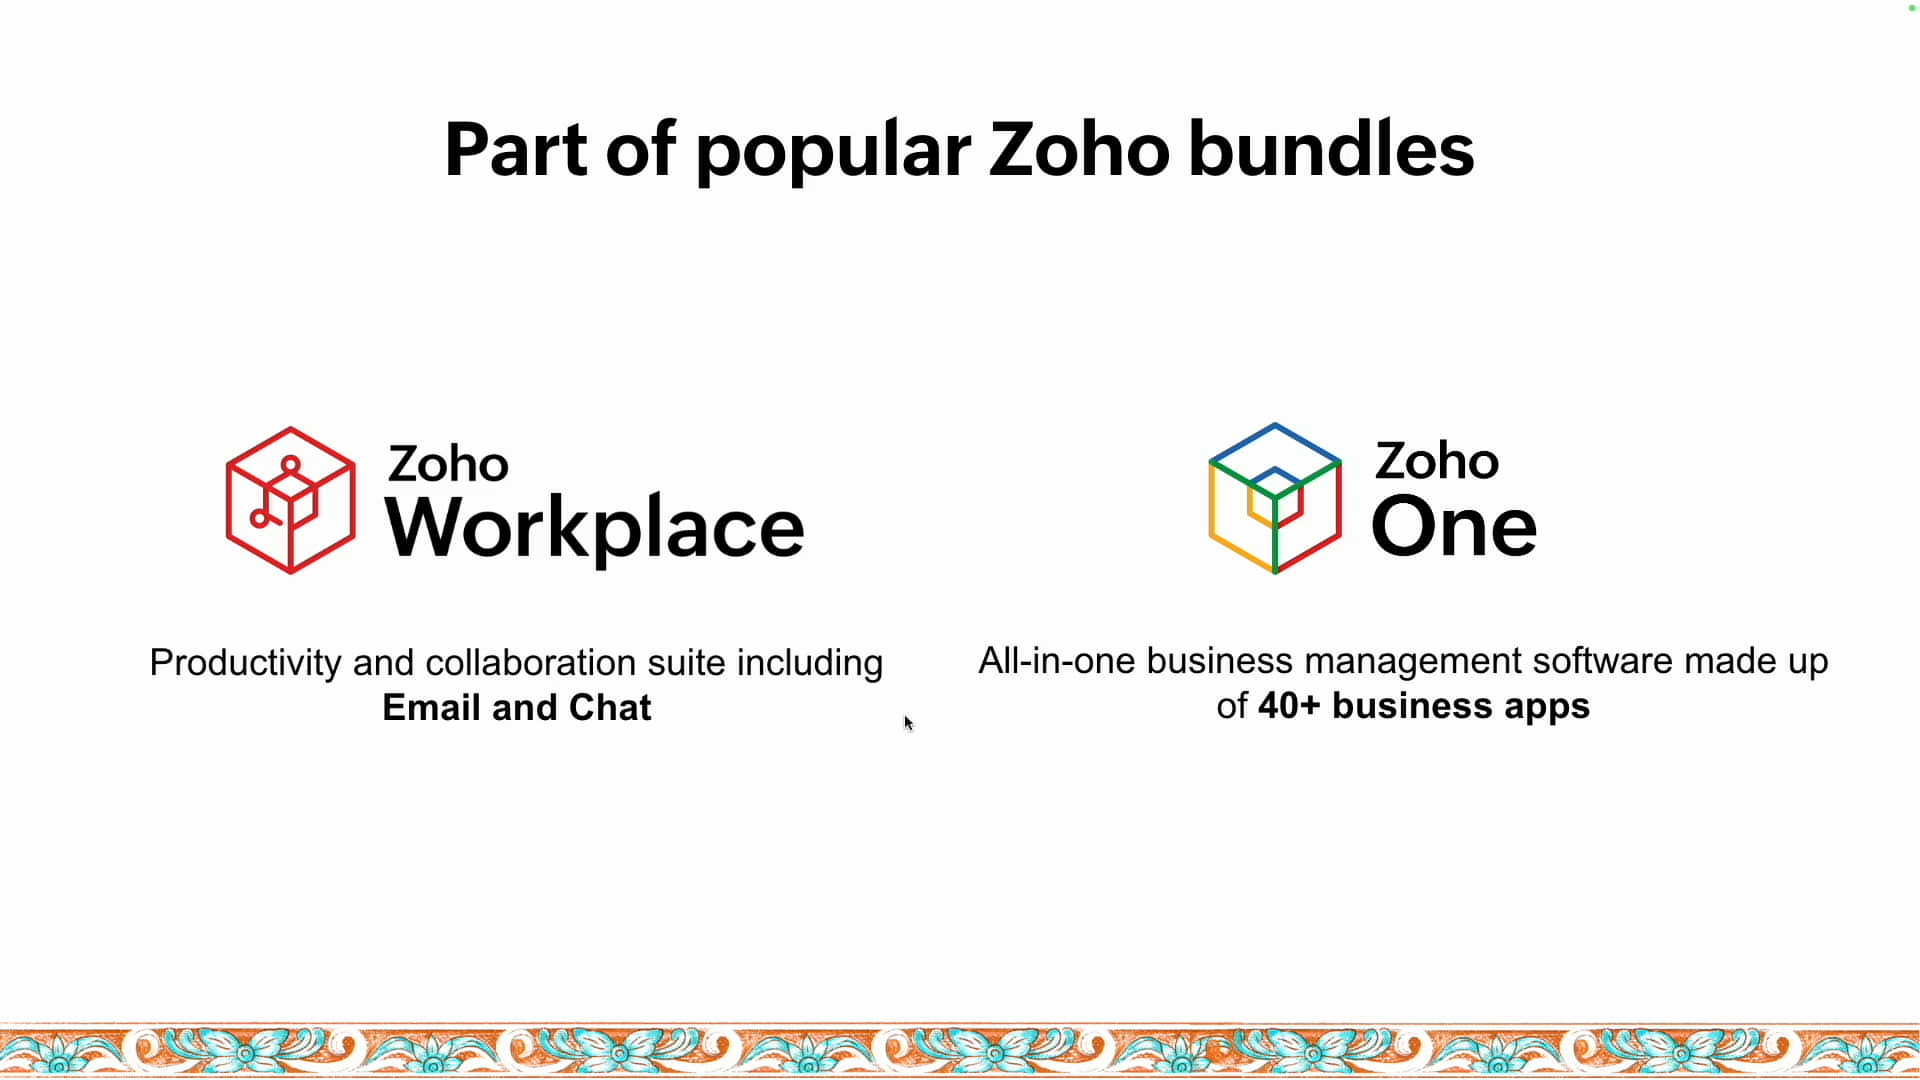 Part of popular Zoho bundles
Zoho
Workplace
Productivity and collaboration suite including
Email and Chat
Zoho
One
All-in-one business management software made up
of 40+ business apps